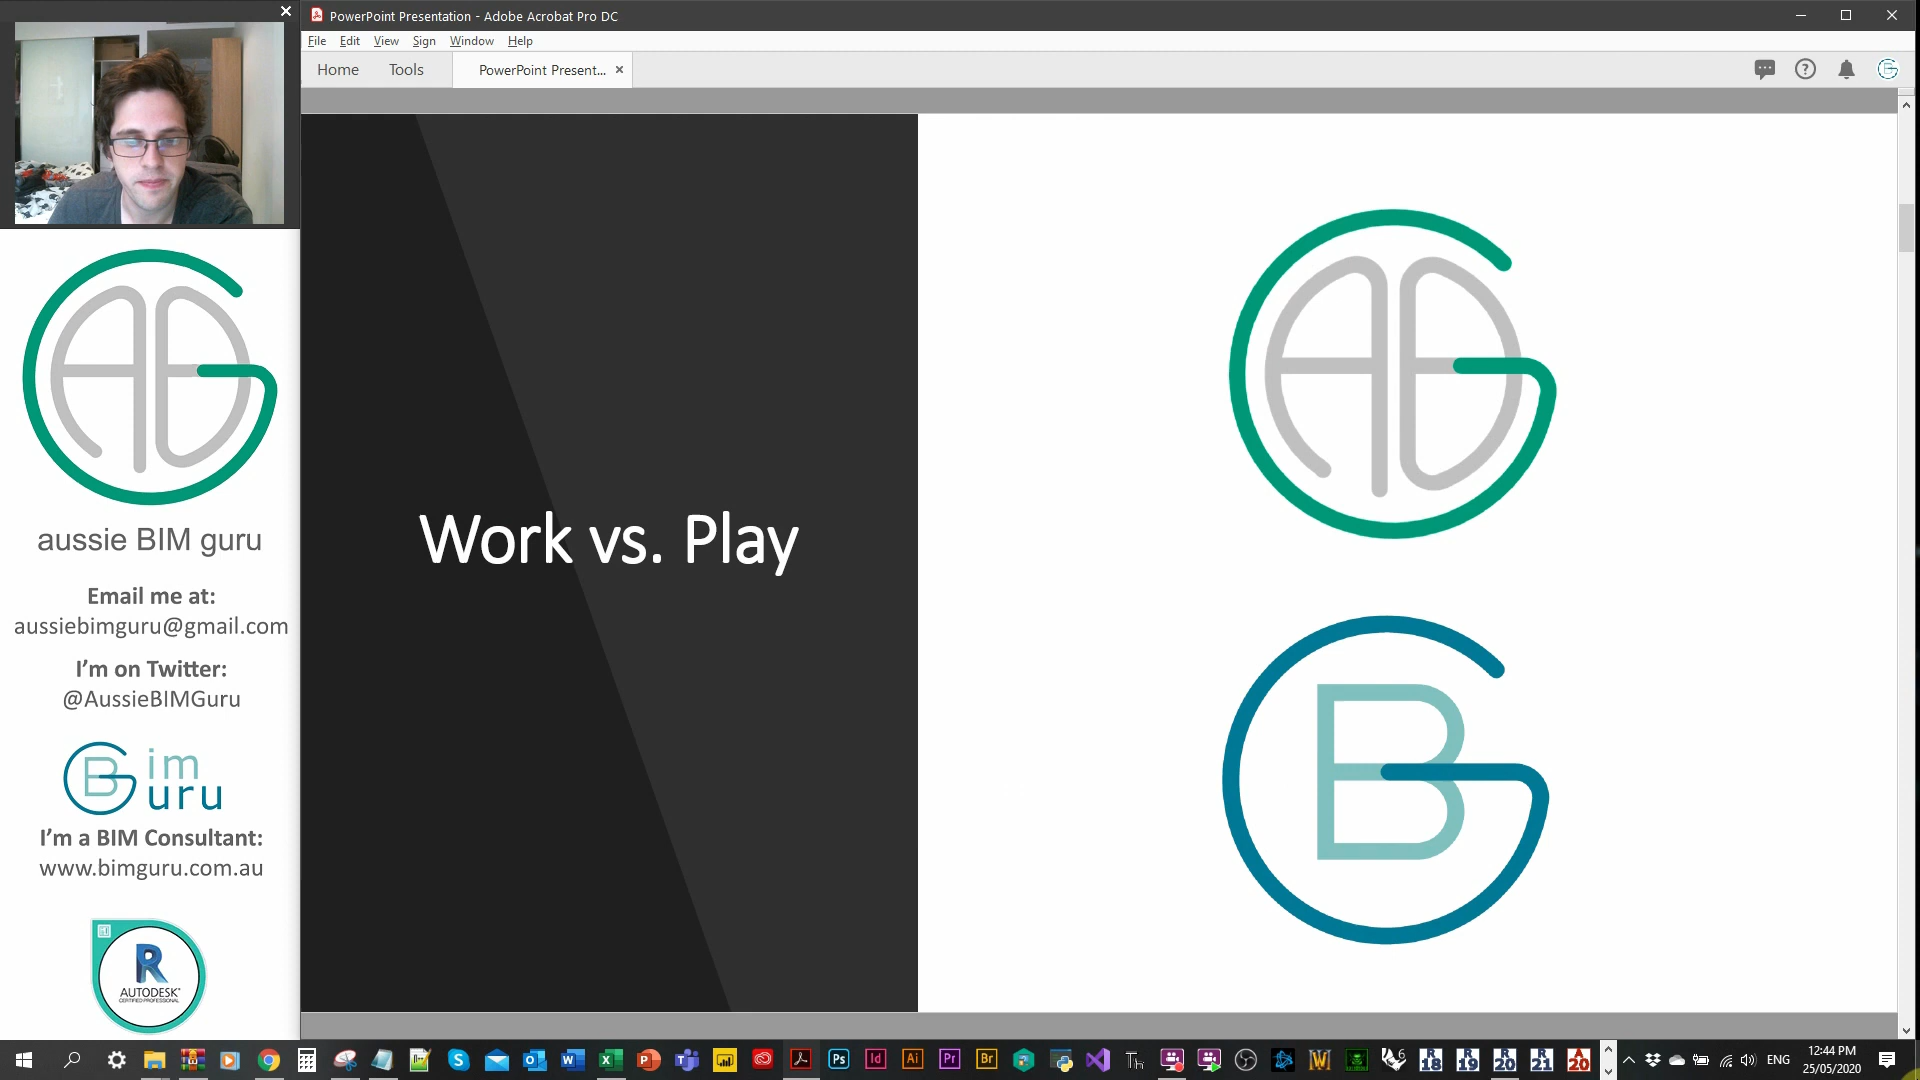 PowerPoint Presentation - Adobe Acrobat Pro DC
File Edit View Sign Window Help
Home Tools PowerPoint Present...
Work vs. Play
aussie BIM guru
Email me at:
aussiebimguru@gmail.com
I'm on Twitter:
@AussieBIMGuru
B G im
uru
I'm a BIM Consultant:
www.bimguru.com.au
R
AUTODESK
CERTIFIED PROFESSIONAL
ENG
12:44 PM
25/05/2020